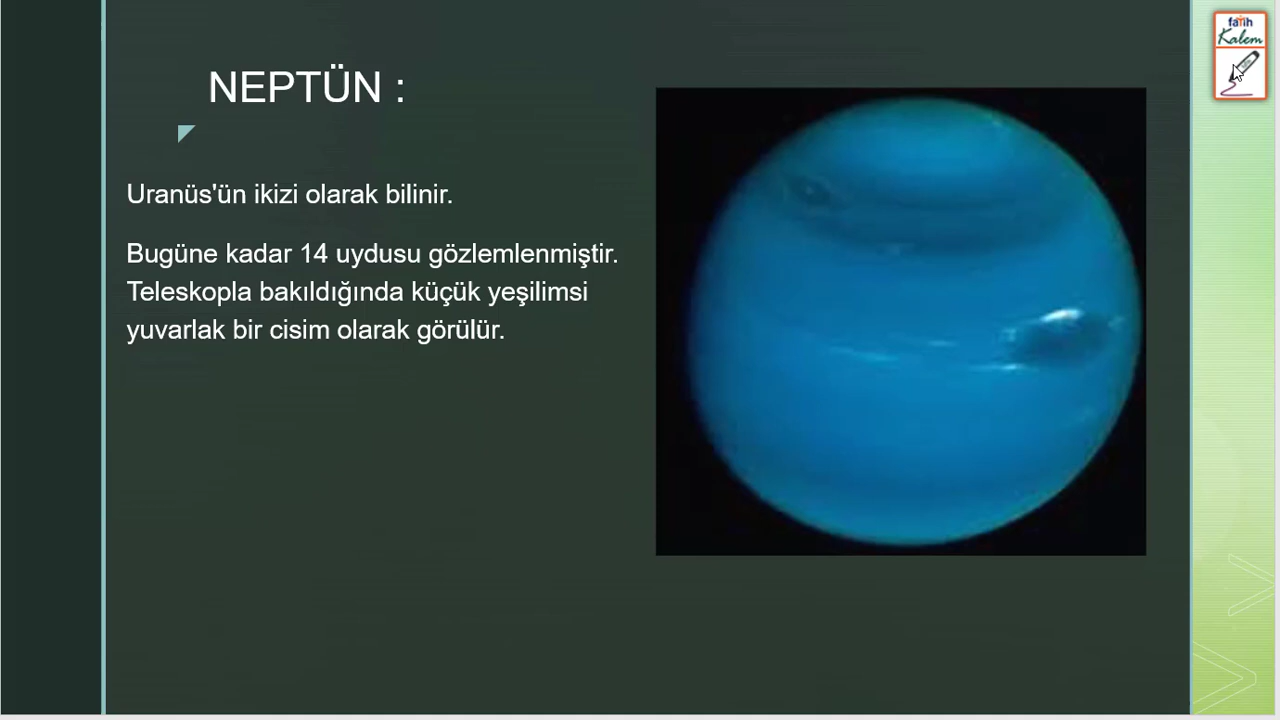 fatih
Kalem
NEPTÜN :
Uranüs'ün ikizi olarak bilinir.
Bugüne kadar 14 uydusu gözlemlenmiştir.
Teleskopla bakıldığında küçük yeşilimsi
yuvarlak bir cisim olarak görülür.